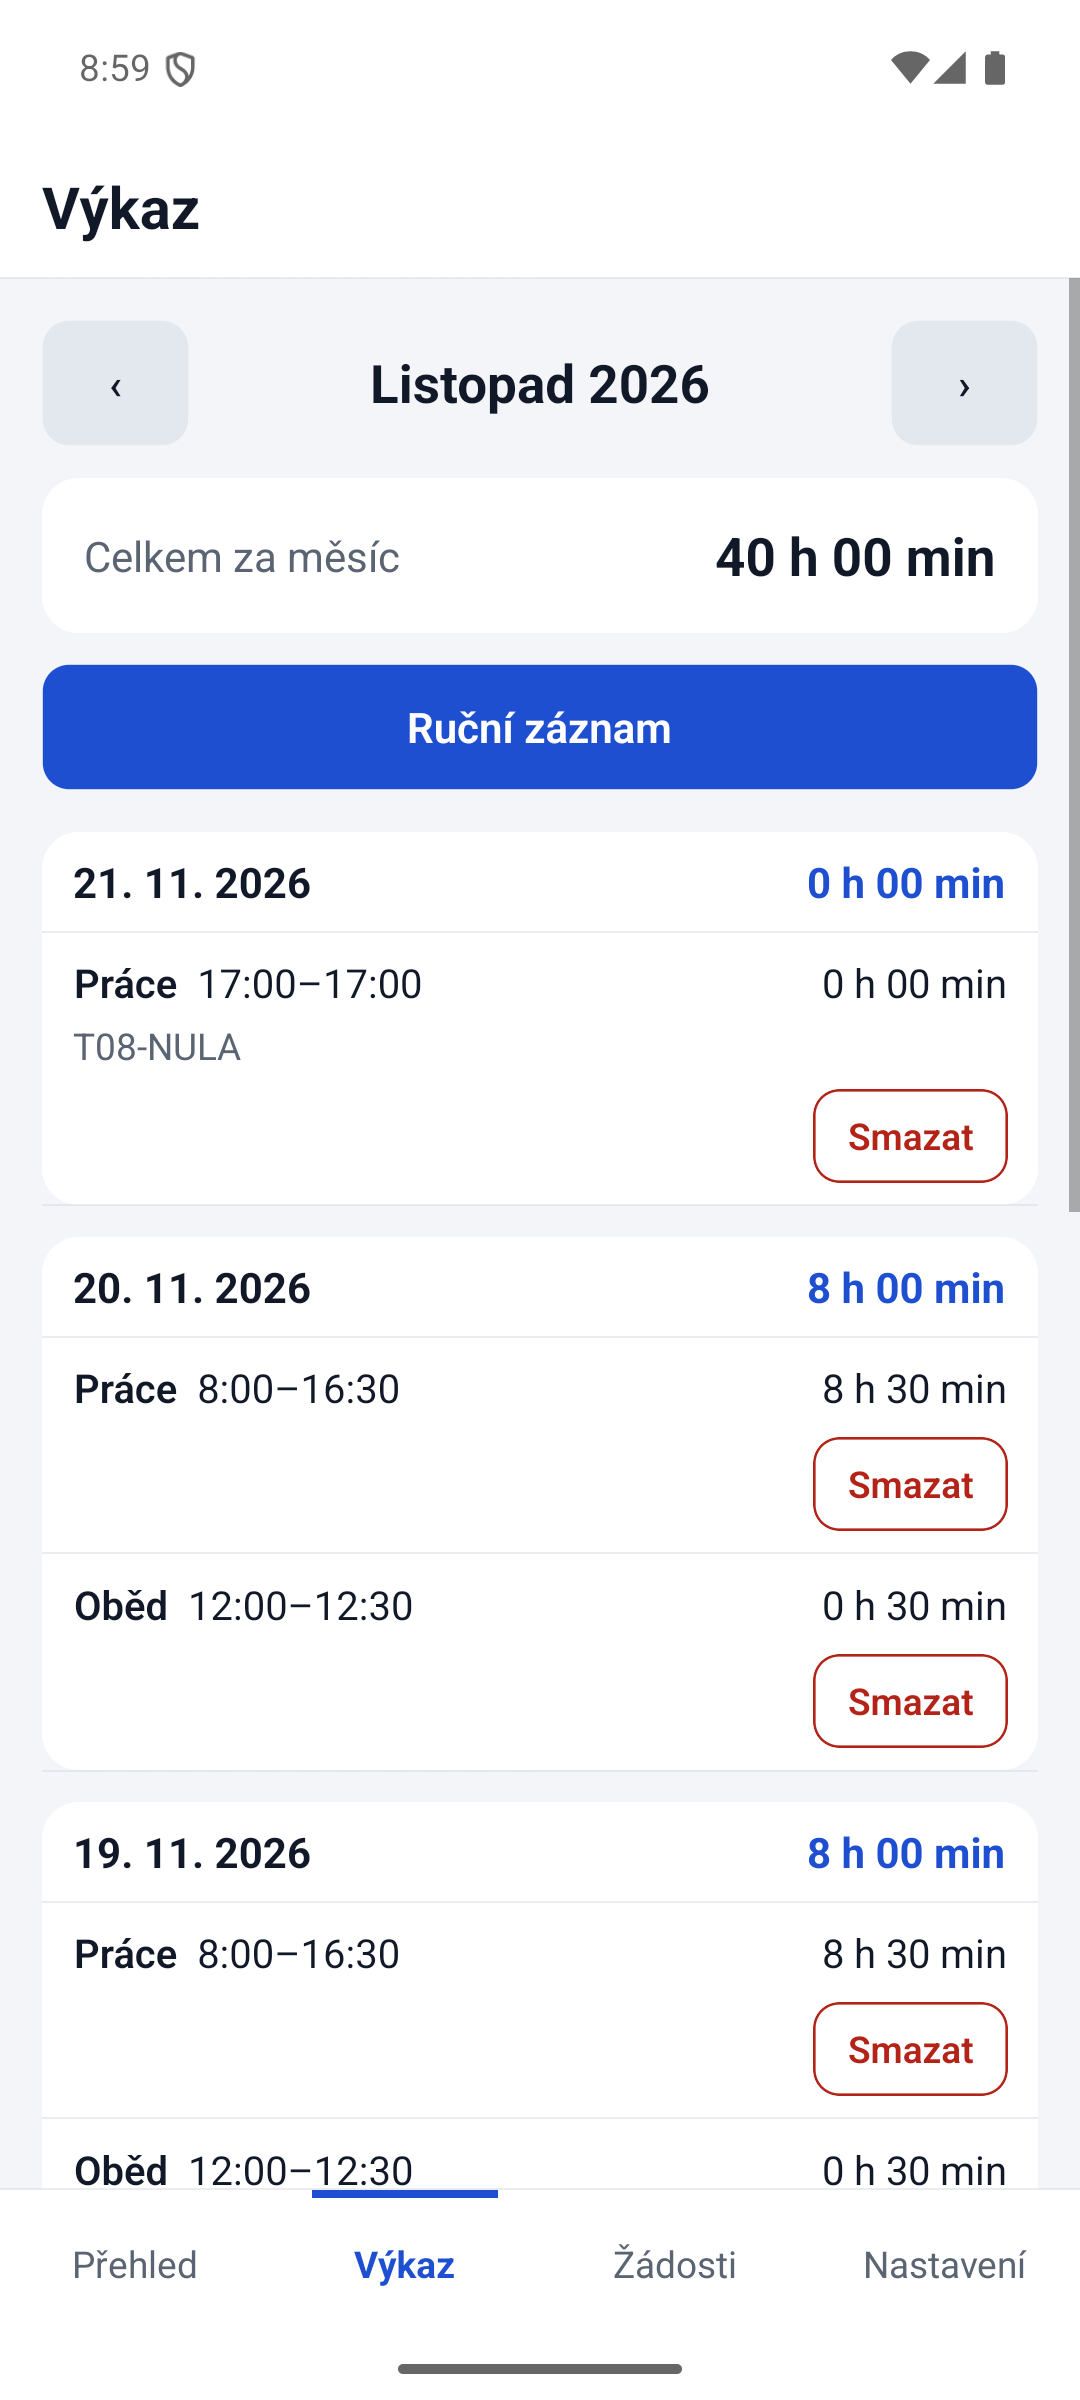 8:59
Výkaz
‹ Listopad 2026 ›
Celkem za měsíc 40 h 00 min
Ruční záznam
21. 11. 2026 0 h 00 min
Práce 17:00–17:00 0 h 00 min
T08-NULA
Smazat
20. 11. 2026 8 h 00 min
Práce 8:00–16:30 8 h 30 min
Smazat
Oběd 12:00–12:30 0 h 30 min
Smazat
19. 11. 2026 8 h 00 min
Práce 8:00–16:30 8 h 30 min
Smazat
Oběd 12:00–12:30 0 h 30 min
Přehled Výkaz Žádosti Nastavení